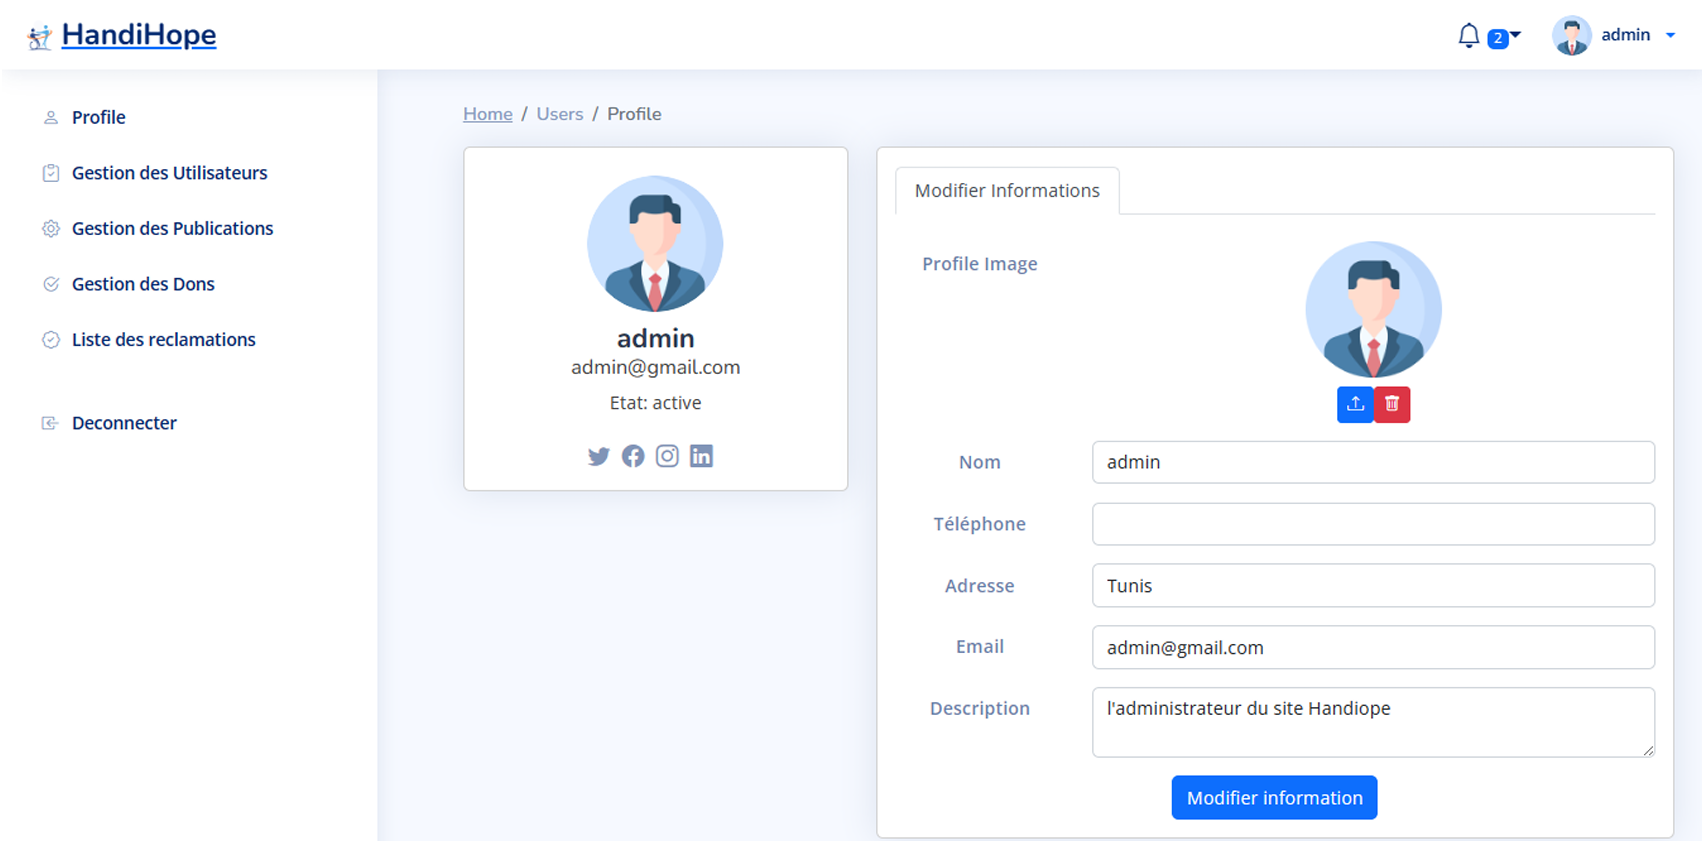 HandiHope
2
admin
Profile
Gestion des Utilisateurs
Gestion des Publications
Gestion des Dons
Liste des reclamations
Deconnecter
Home / Users / Profile
admin
admin@gmail.com
Etat: active
Modifier Informations
Profile Image
Nom
admin
Téléphone
Adresse
Tunis
Email
admin@gmail.com
Description
l'administrateur du site Handiope
Modifier information